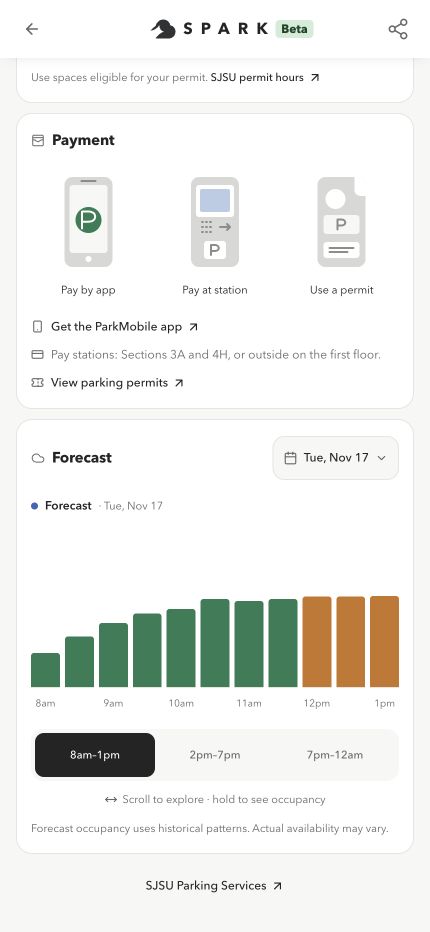 SPARK Beta
Use spaces eligible for your permit. SJSU permit hours
Payment
P
P
P
Pay by app
Pay at station
Use a permit
Get the ParkMobile app
Pay stations: Sections 3A and 4H, or outside on the first floor.
View parking permits
Forecast
Tue, Nov 17
Forecast · Tue, Nov 17
8am 9am 10am 11am 12pm 1pm
8am–1pm 2pm–7pm 7pm–12am
Scroll to explore · hold to see occupancy
Forecast occupancy uses historical patterns. Actual availability may vary.
SJSU Parking Services